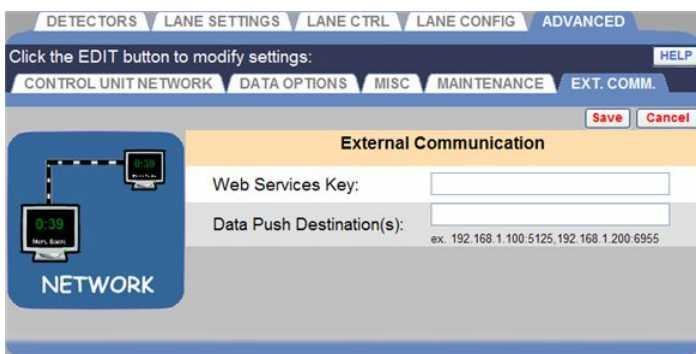 DETECTORS LANE SETTINGS LANE CTRL LANE CONFIG ADVANCED
Click the EDIT button to modify settings: HELP
CONTROL UNIT NETWORK DATA OPTIONS MISC MAINTENANCE EXT. COMM.
Save Cancel
External Communication
0:39
Web Services Key:
0:39
Data Push Destination(s):
ex. 192.168.1.100:5125,192.168.1.200:6955
NETWORK